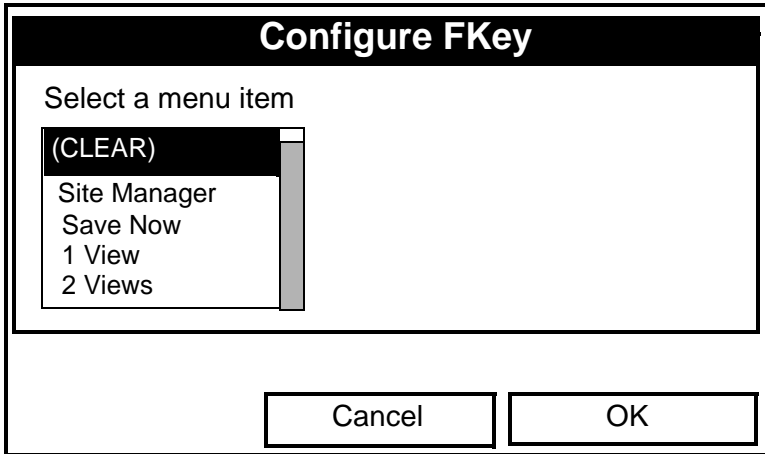 Configure FKey
Select a menu item
(CLEAR)
Site Manager
Save Now
1 View
2 Views
Cancel OK